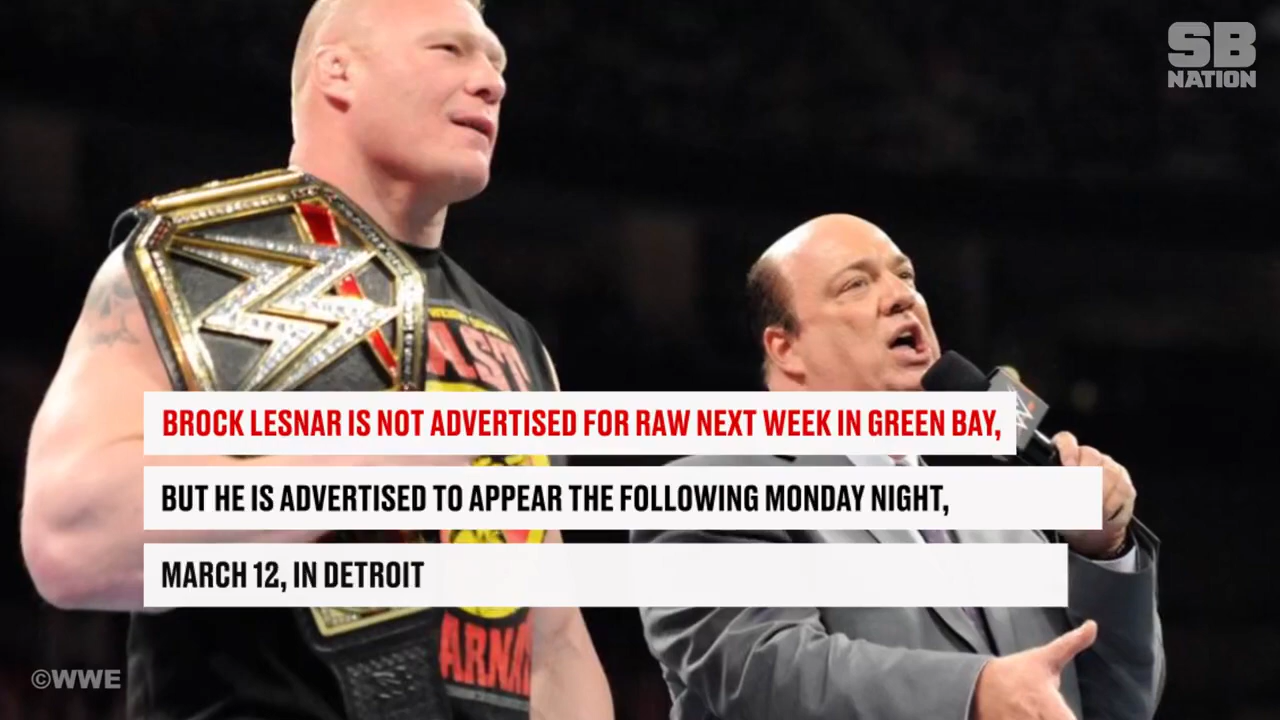 SB
NATION
BROCK LESNAR IS NOT ADVERTISED FOR RAW NEXT WEEK IN GREEN BAY,
BUT HE IS ADVERTISED TO APPEAR THE FOLLOWING MONDAY NIGHT,
MARCH 12, IN DETROIT
©WWE